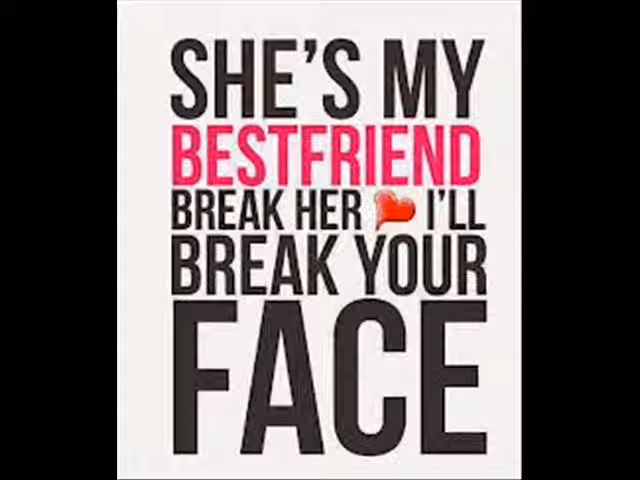 SHE'S MY
BESTFRIEND
BREAK HER ❤ I'LL
BREAK YOUR
FACE